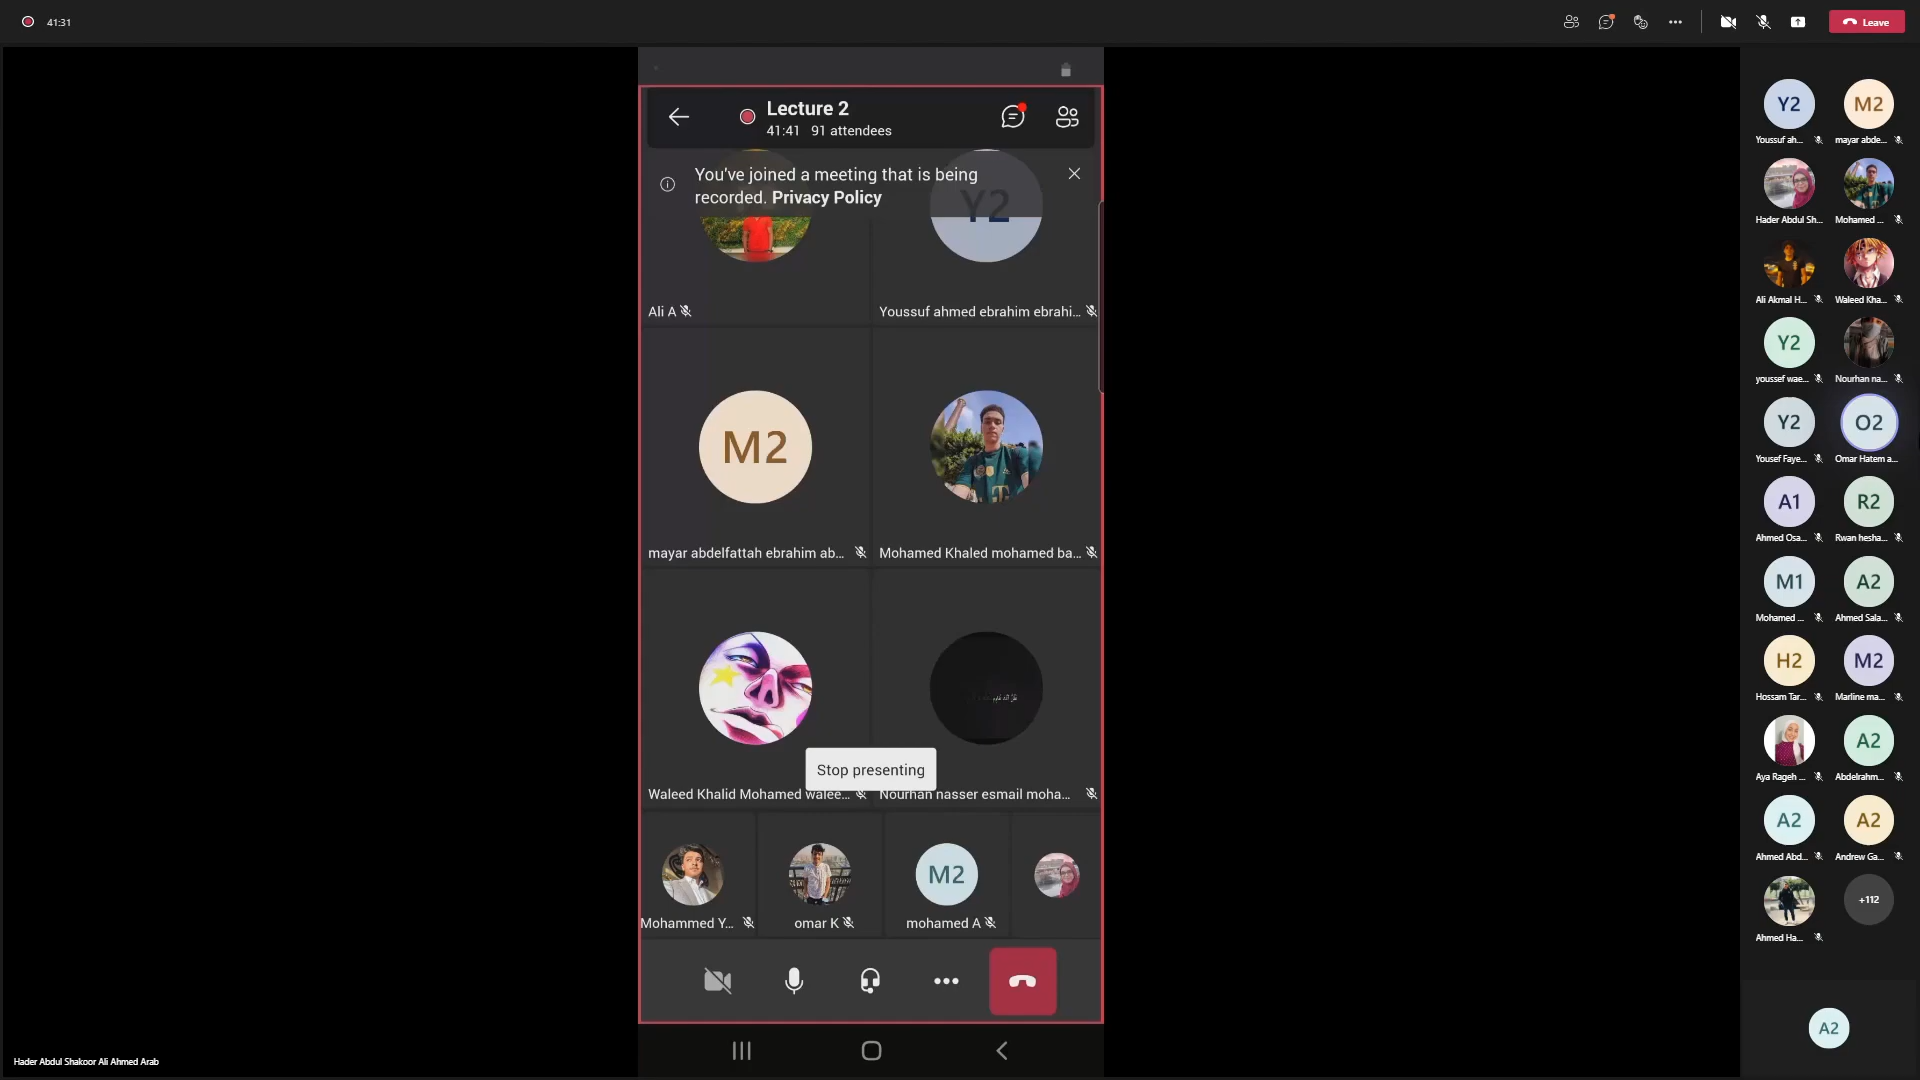 41:31
Leave
Lecture 2
41:41 91 attendees
You've joined a meeting that is being
recorded. Privacy Policy
Y2
Ali A
Youssuf ahmed ebrahim ebrahi...
M2
mayar abdelfattah ebrahim ab...
Mohamed Khaled mohamed ba...
Stop presenting
Waleed Khalid Mohamed walee...
Nourhan nasser esmail moha...
M2
Mohammed Y...
omar K
mohamed A
Y2
M2
Youssuf ah...
mayar abde...
Hader Abdul Sh...
Mohamed ...
Ali Akmal H...
Waleed Kha...
Y2
youssef wae...
Nourhan na...
Y2
O2
Yousef Faye...
Omar Hatem a...
A1
R2
Ahmed Osa...
Rwan hesha...
M1
A2
Mohamed ...
Ahmed Sala...
H2
M2
Hossam Tar...
Marline ma...
A2
Aya Rageh ...
Abdelrahm...
A2
A2
Ahmed Abd...
Andrew Ga...
+112
Ahmed Ha...
A2
Hader Abdul Shakoor Ali Ahmed Arab